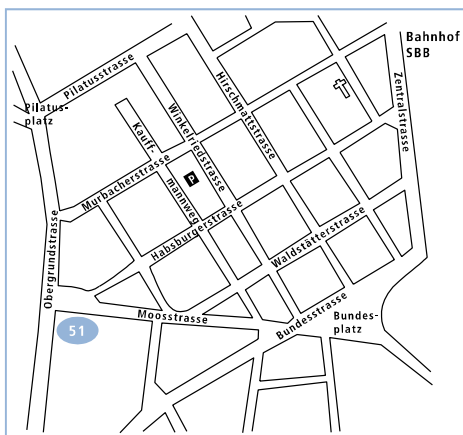 Bahnhof
SBB
Pilatusstrasse
Hirschmattstrasse
Zentralstrasse
Pilatus-
platz
Kauff-
mannweg
Winkelriedstrasse
P
Murbacherstrasse
Habsburgerstrasse
Waldstätterstrasse
Obergrundstrasse
Moosstrasse
Bundesstrasse
Bundes-
platz
51